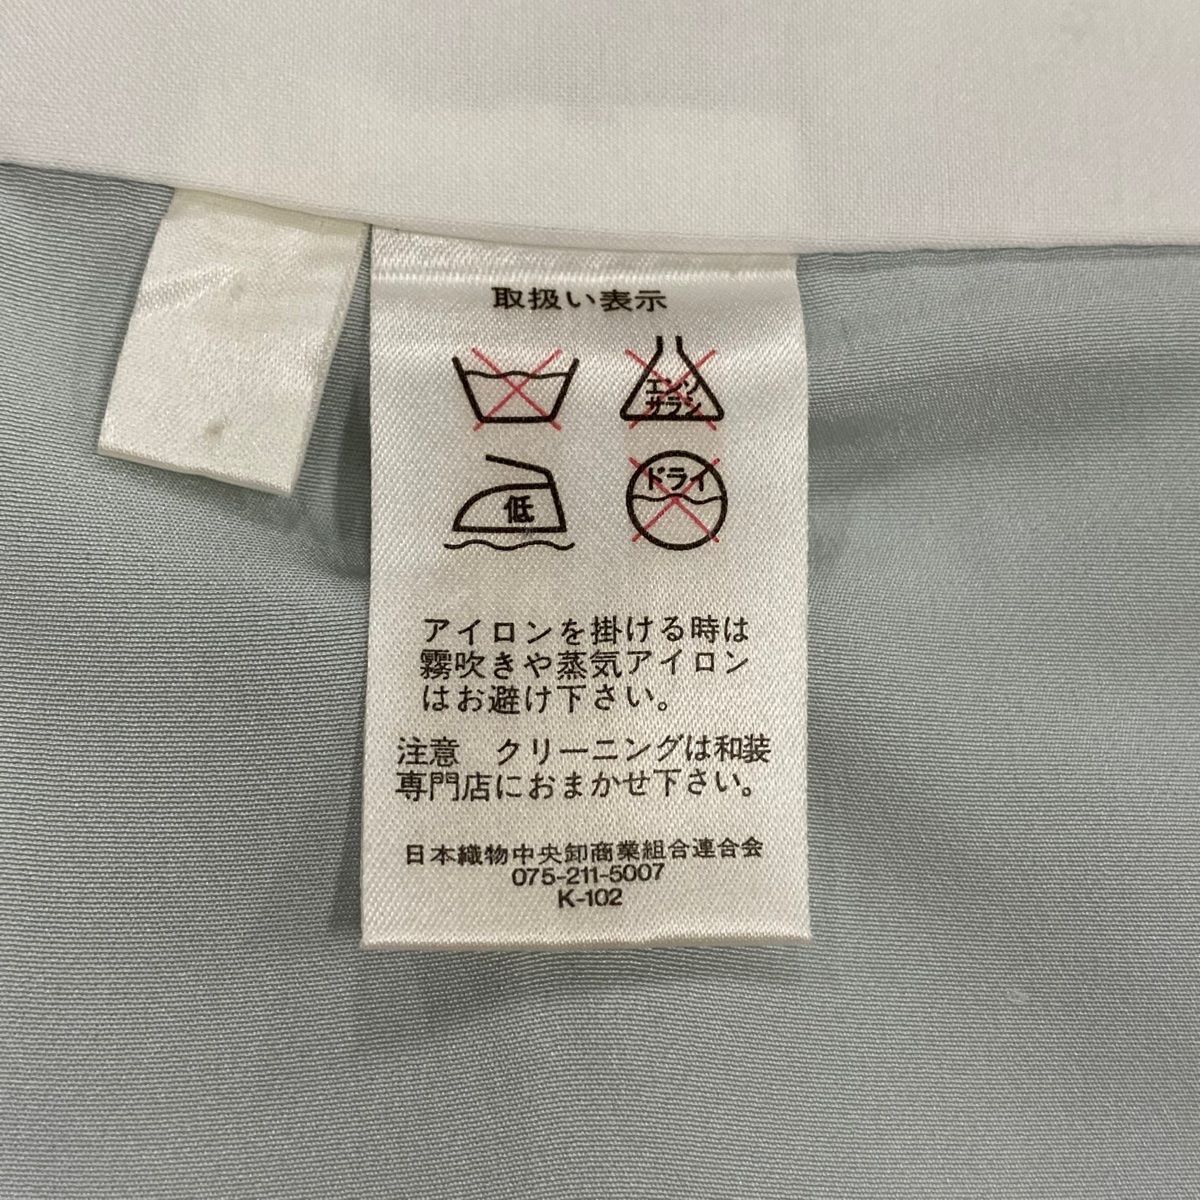 取扱い表示
エンソ
サラシ
低
ドライ
アイロンを掛ける時は
霧吹きや蒸気アイロン
はお避け下さい。
注意　クリーニングは和装
専門店におまかせ下さい。
日本織物中央卸商業組合連合会
075-211-5007
K-102